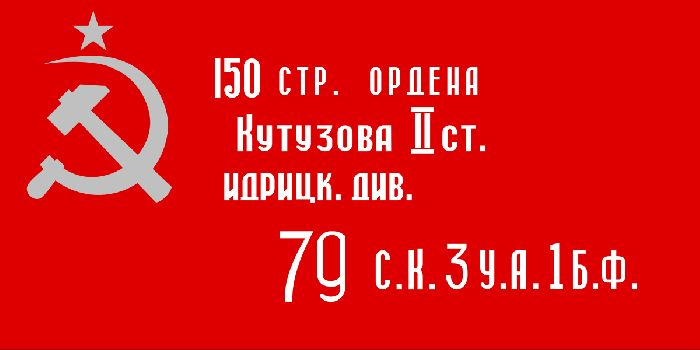 150 СТР. ОРДЕНА
КУТУЗОВА II СТ.
ИДРИЦК. ДИВ.
79 С.К. 3 У.А. 1 Б.Ф.